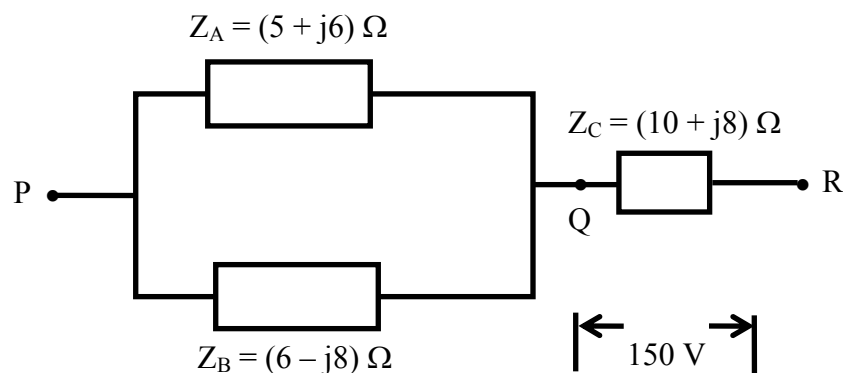 Z_A = (5 + j6) Ω
Z_C = (10 + j8) Ω
P
R
Q
Z_B = (6 – j8) Ω
150 V